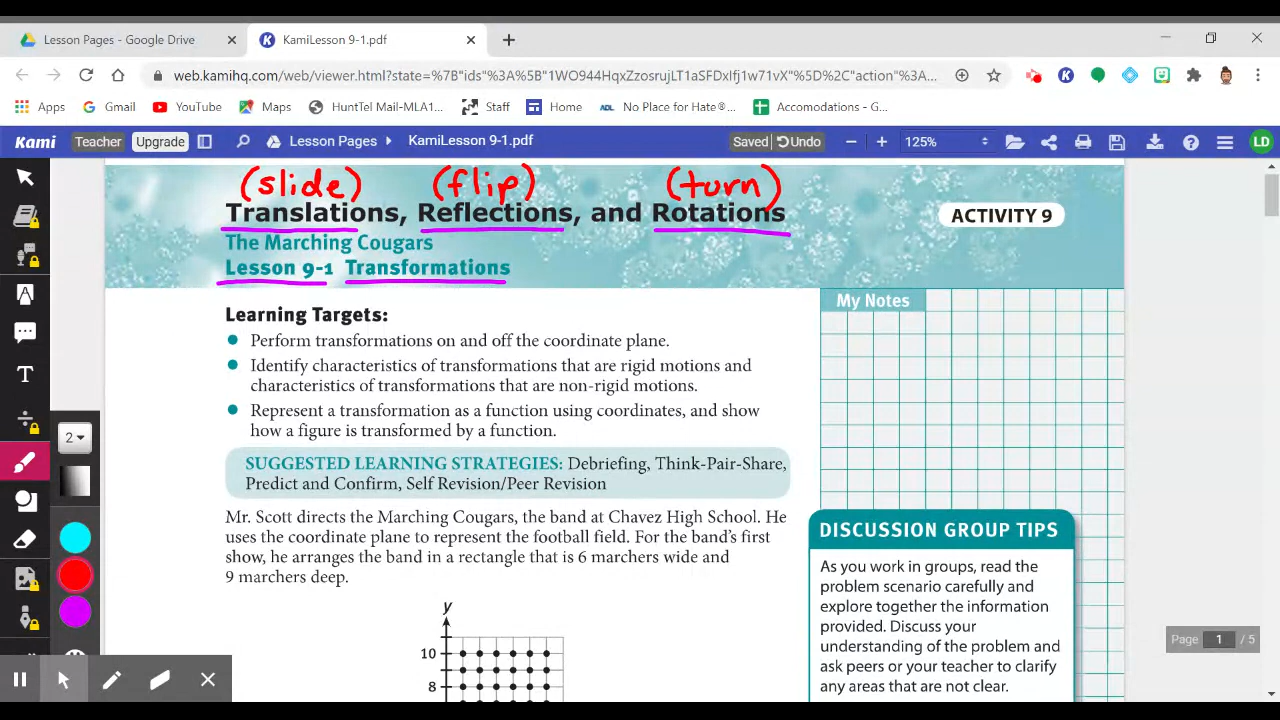 Lesson Pages - Google Drive
KamiLesson 9-1.pdf
web.kamihq.com/web/viewer.html?state=%7B"ids"%3A%5B"1WO944HqxZzosrujLT1aSFDxIfj1w71vX"%5D%2C"action"%3A...
Apps Gmail YouTube Maps HuntTel Mail-MLA1... Staff Home ADL No Place for Hate... Accomodations - G...
Kami Teacher Upgrade Lesson Pages KamiLesson 9-1.pdf Saved Undo 125% LD
(slide) (flip) (turn)
Translations, Reflections, and Rotations
ACTIVITY 9
The Marching Cougars
Lesson 9-1 Transformations
My Notes
Learning Targets:
Perform transformations on and off the coordinate plane.
Identify characteristics of transformations that are rigid motions and
characteristics of transformations that are non-rigid motions.
Represent a transformation as a function using coordinates, and show
how a figure is transformed by a function.
SUGGESTED LEARNING STRATEGIES: Debriefing, Think-Pair-Share,
Predict and Confirm, Self Revision/Peer Revision
Mr. Scott directs the Marching Cougars, the band at Chavez High School. He
uses the coordinate plane to represent the football field. For the band's first
show, he arranges the band in a rectangle that is 6 marchers wide and
9 marchers deep.
y
10
8
DISCUSSION GROUP TIPS
As you work in groups, read the
problem scenario carefully and
explore together the information
provided. Discuss your
understanding of the problem and
ask peers or your teacher to clarify
any areas that are not clear.
Page 1 / 5
2